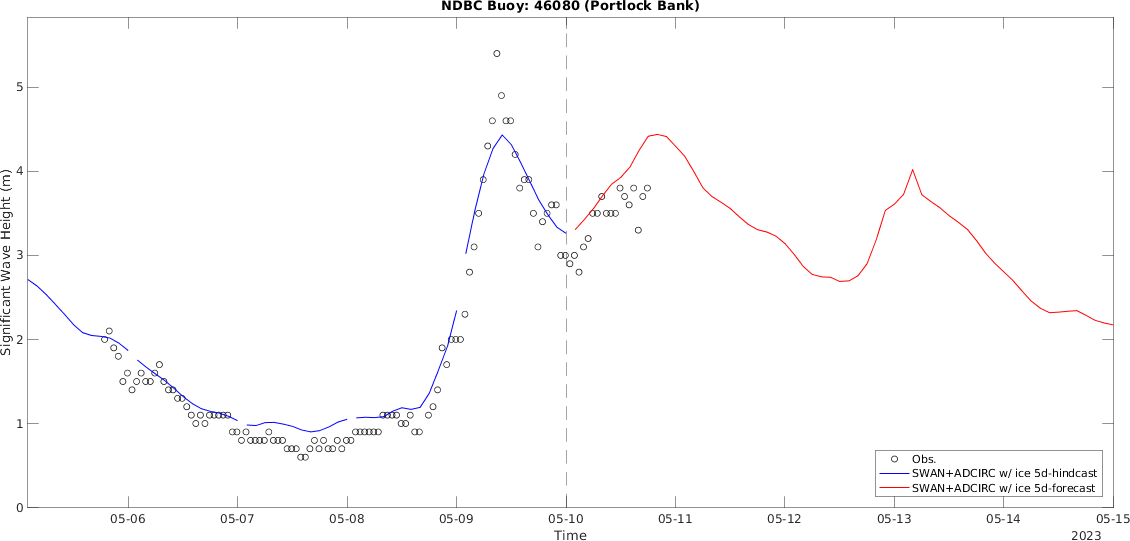 NDBC Buoy: 46080 (Portlock Bank)
Significant Wave Height (m)
5
4
3
2
1
0
Obs.
SWAN+ADCIRC w/ ice 5d-hindcast
SWAN+ADCIRC w/ ice 5d-forecast
05-06 05-07 05-08 05-09 05-10 05-11 05-12 05-13 05-14 05-15
Time
2023